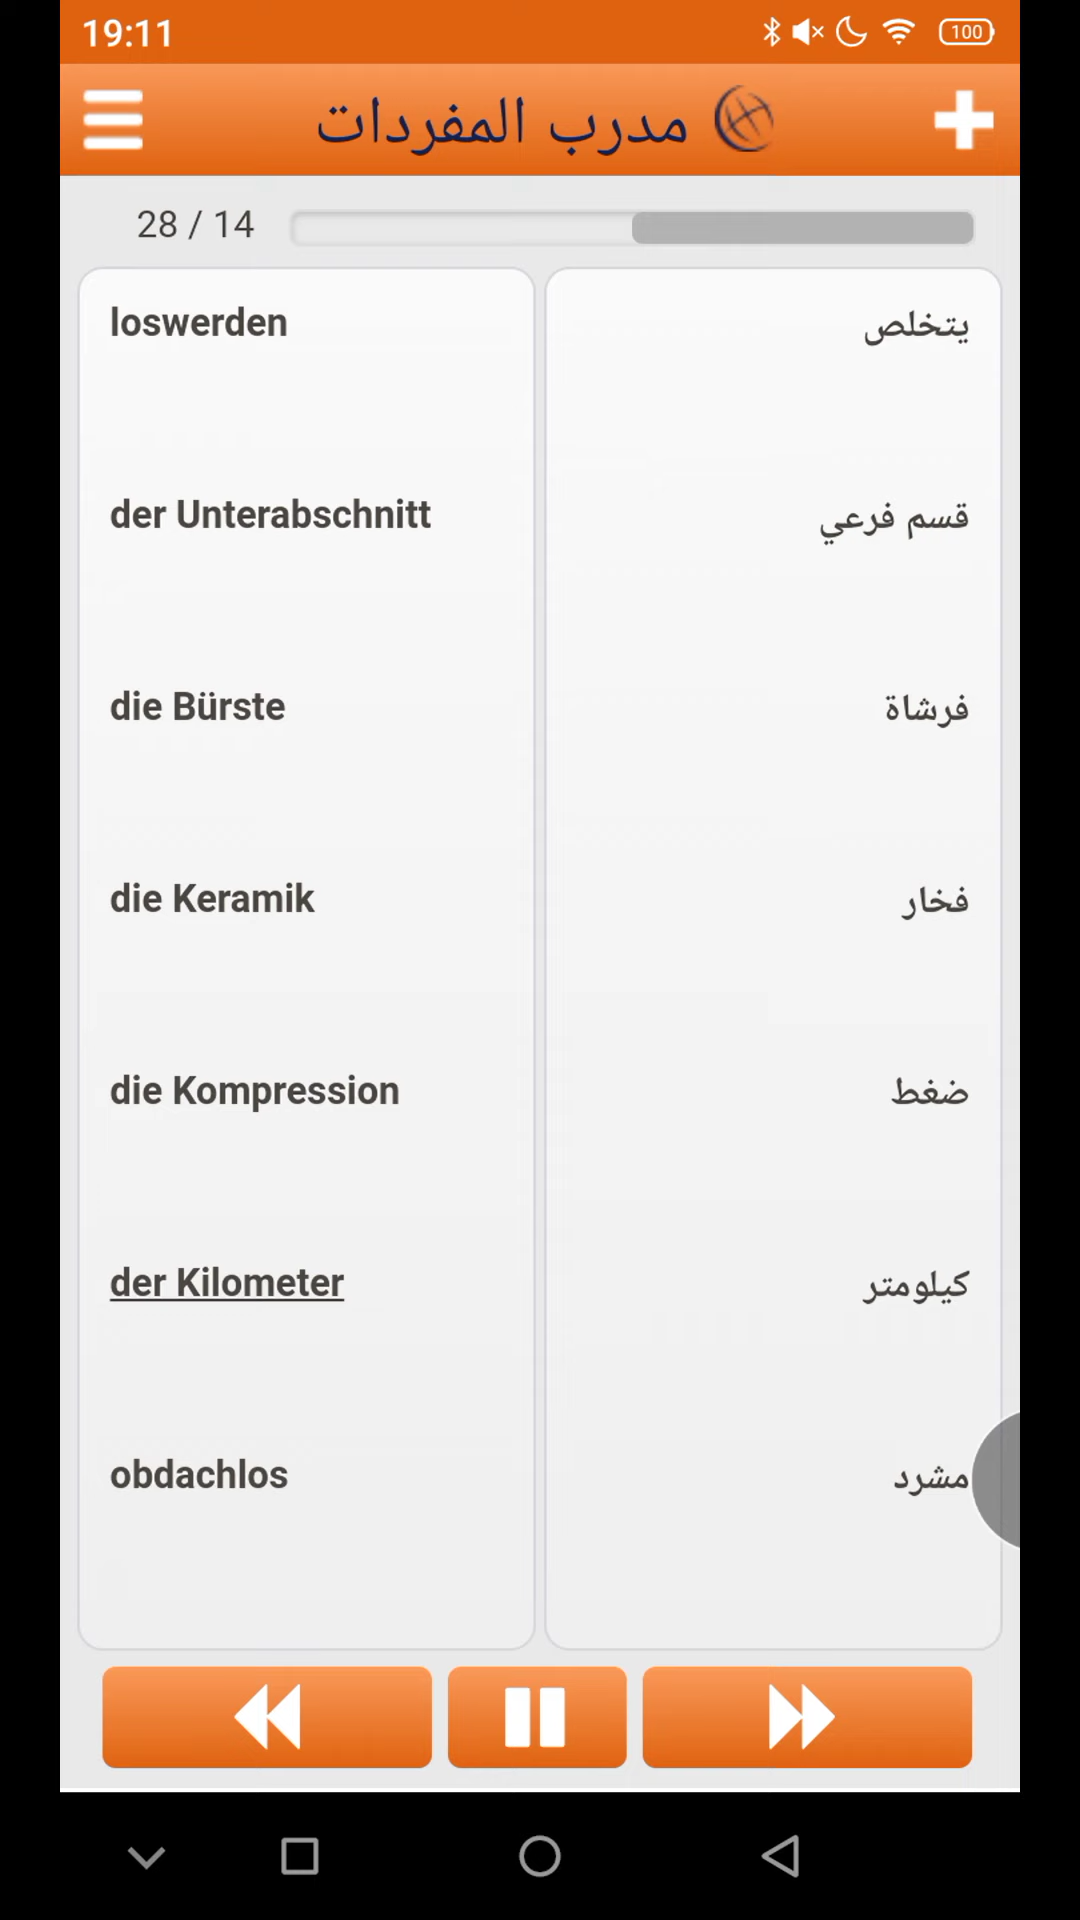 19:11
100
مدرب المفردات
28 / 14
loswerden
يتخلص
der Unterabschnitt
قسم فرعي
die Bürste
فرشاة
die Keramik
فخار
die Kompression
ضغط
der Kilometer
كيلومتر
obdachlos
مشرد